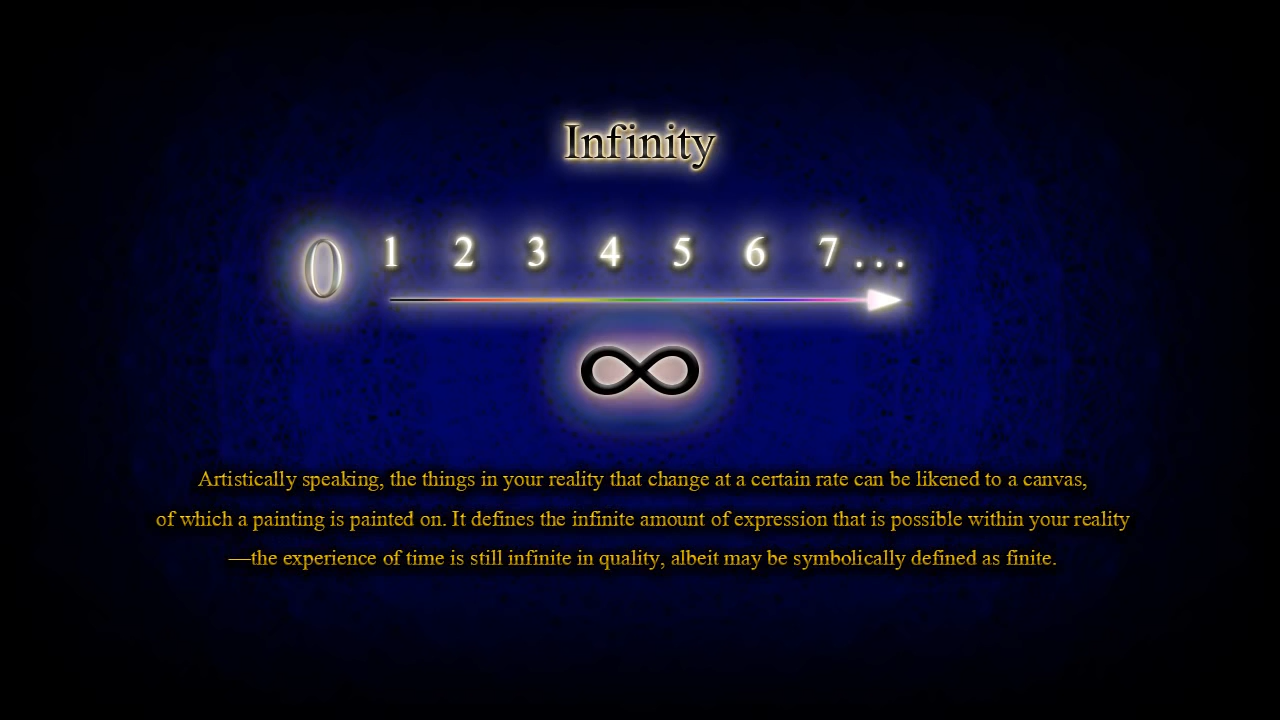 Infinity
0 1 2 3 4 5 6 7...
∞
Artistically speaking, the things in your reality that change at a certain rate can be likened to a canvas,
of which a painting is painted on. It defines the infinite amount of expression that is possible within your reality
—the experience of time is still infinite in quality, albeit may be symbolically defined as finite.